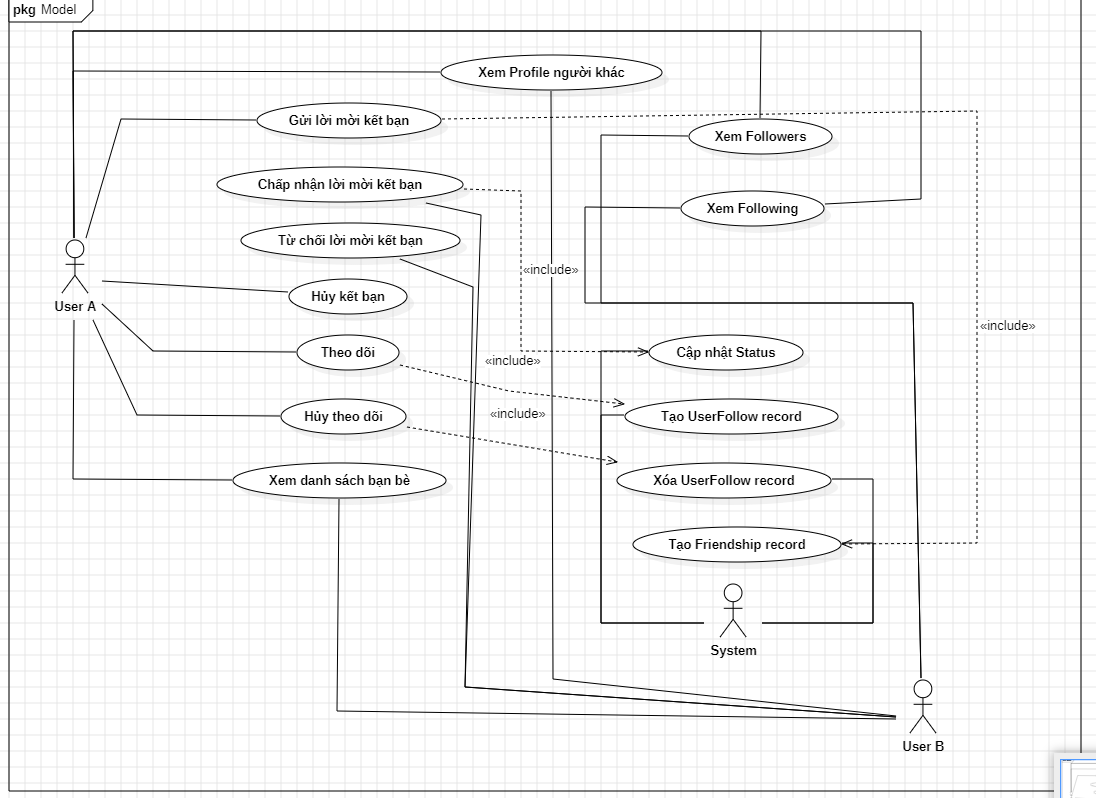 pkg Model
Xem Profile người khác
Gửi lời mời kết bạn
Xem Followers
Chấp nhận lời mời kết bạn
Xem Following
Từ chối lời mời kết bạn
«include»
Hủy kết bạn
User A
«include»
Theo dõi
Cập nhật Status
«include»
Hủy theo dõi
Tạo UserFollow record
«include»
Xem danh sách bạn bè
Xóa UserFollow record
Tạo Friendship record
System
User B